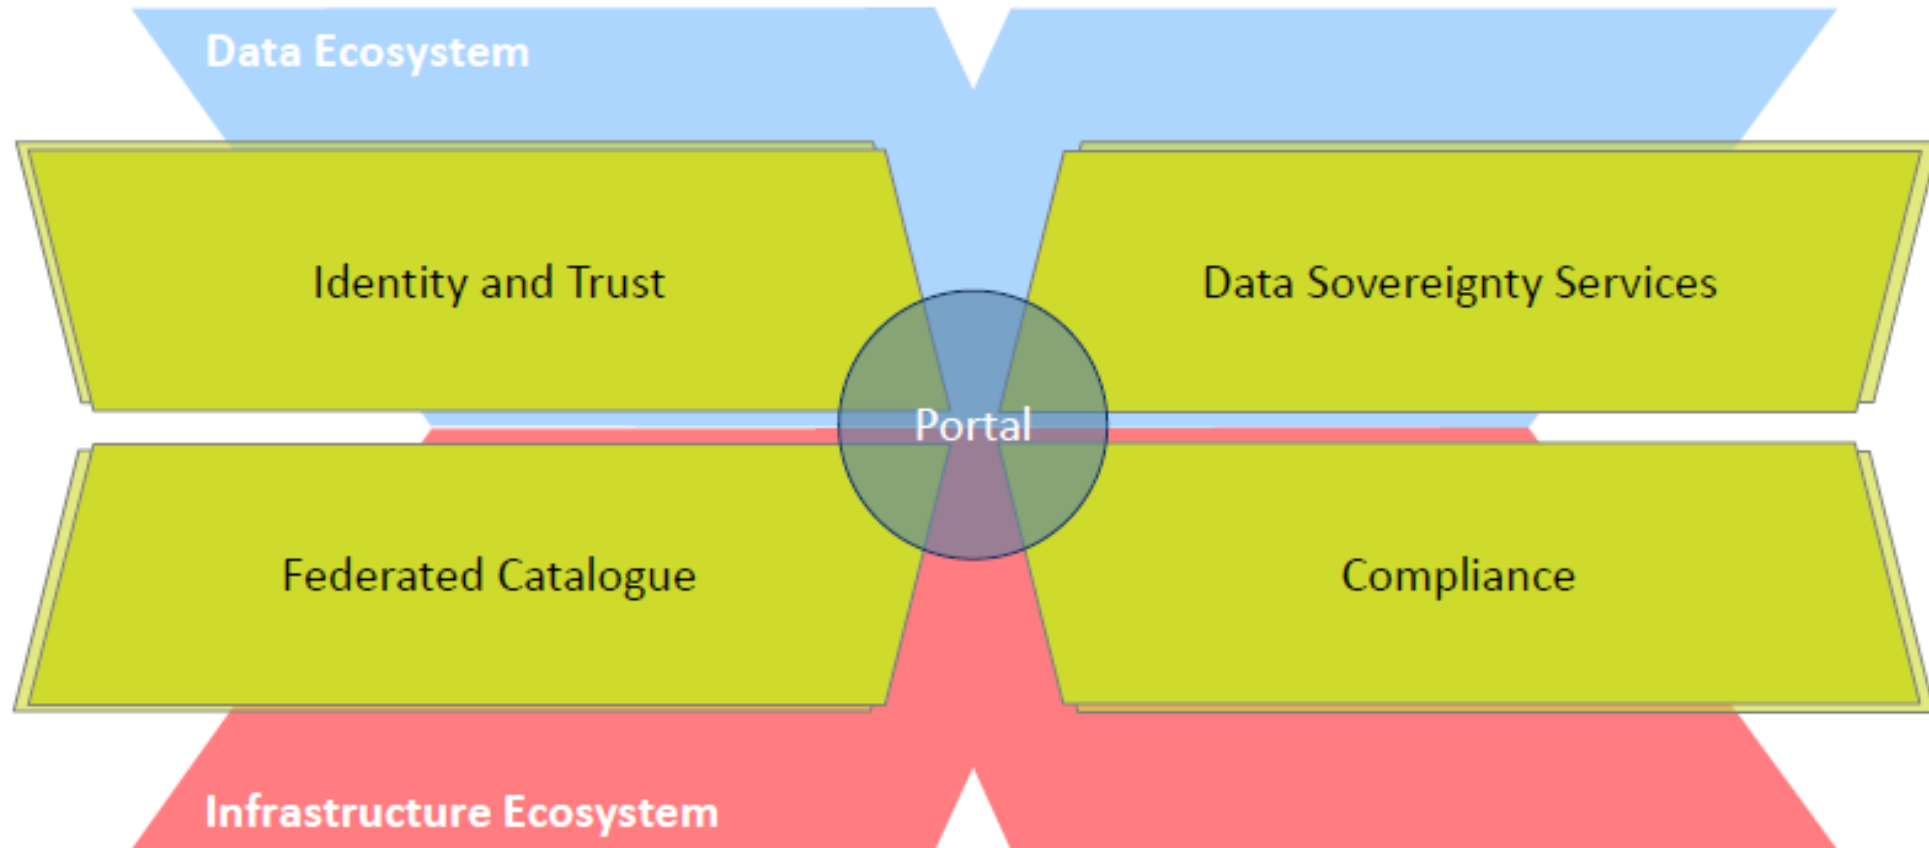 Data Ecosystem
Identity and Trust
Data Sovereignty Services
Portal
Federated Catalogue
Compliance
Infrastructure Ecosystem